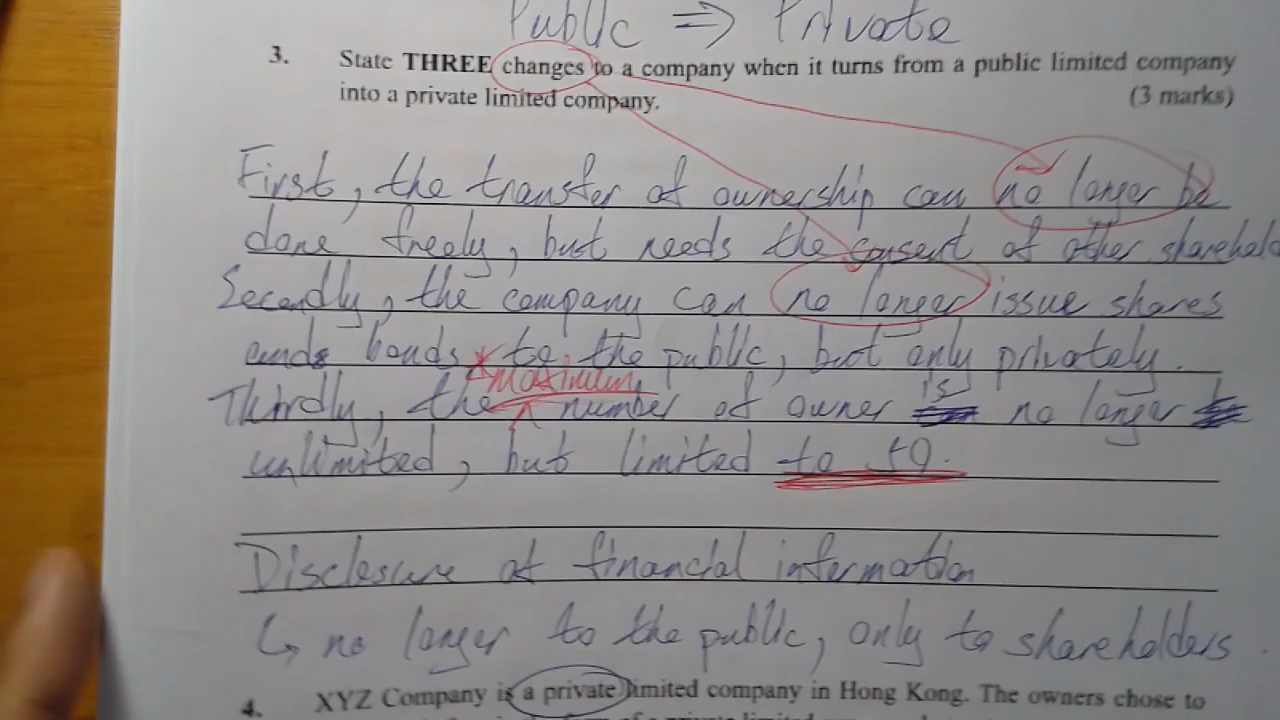 Public ⇒ Private
3. State THREE changes to a company when it turns from a public limited company
into a private limited company. (3 marks)
First, the transfer of ownership can no longer be
done freely, but needs the consent of other sharehol
Secondly, the company can no longer issue shares
and bonds to the public, but only privately.
maximum
Thirdly, the number of owner is no longer
unlimited, but limited to 50.
Disclosure of financial information
↳ no longer to the public, only to shareholders.
4. XYZ Company is a private limited company in Hong Kong. The owners chose to